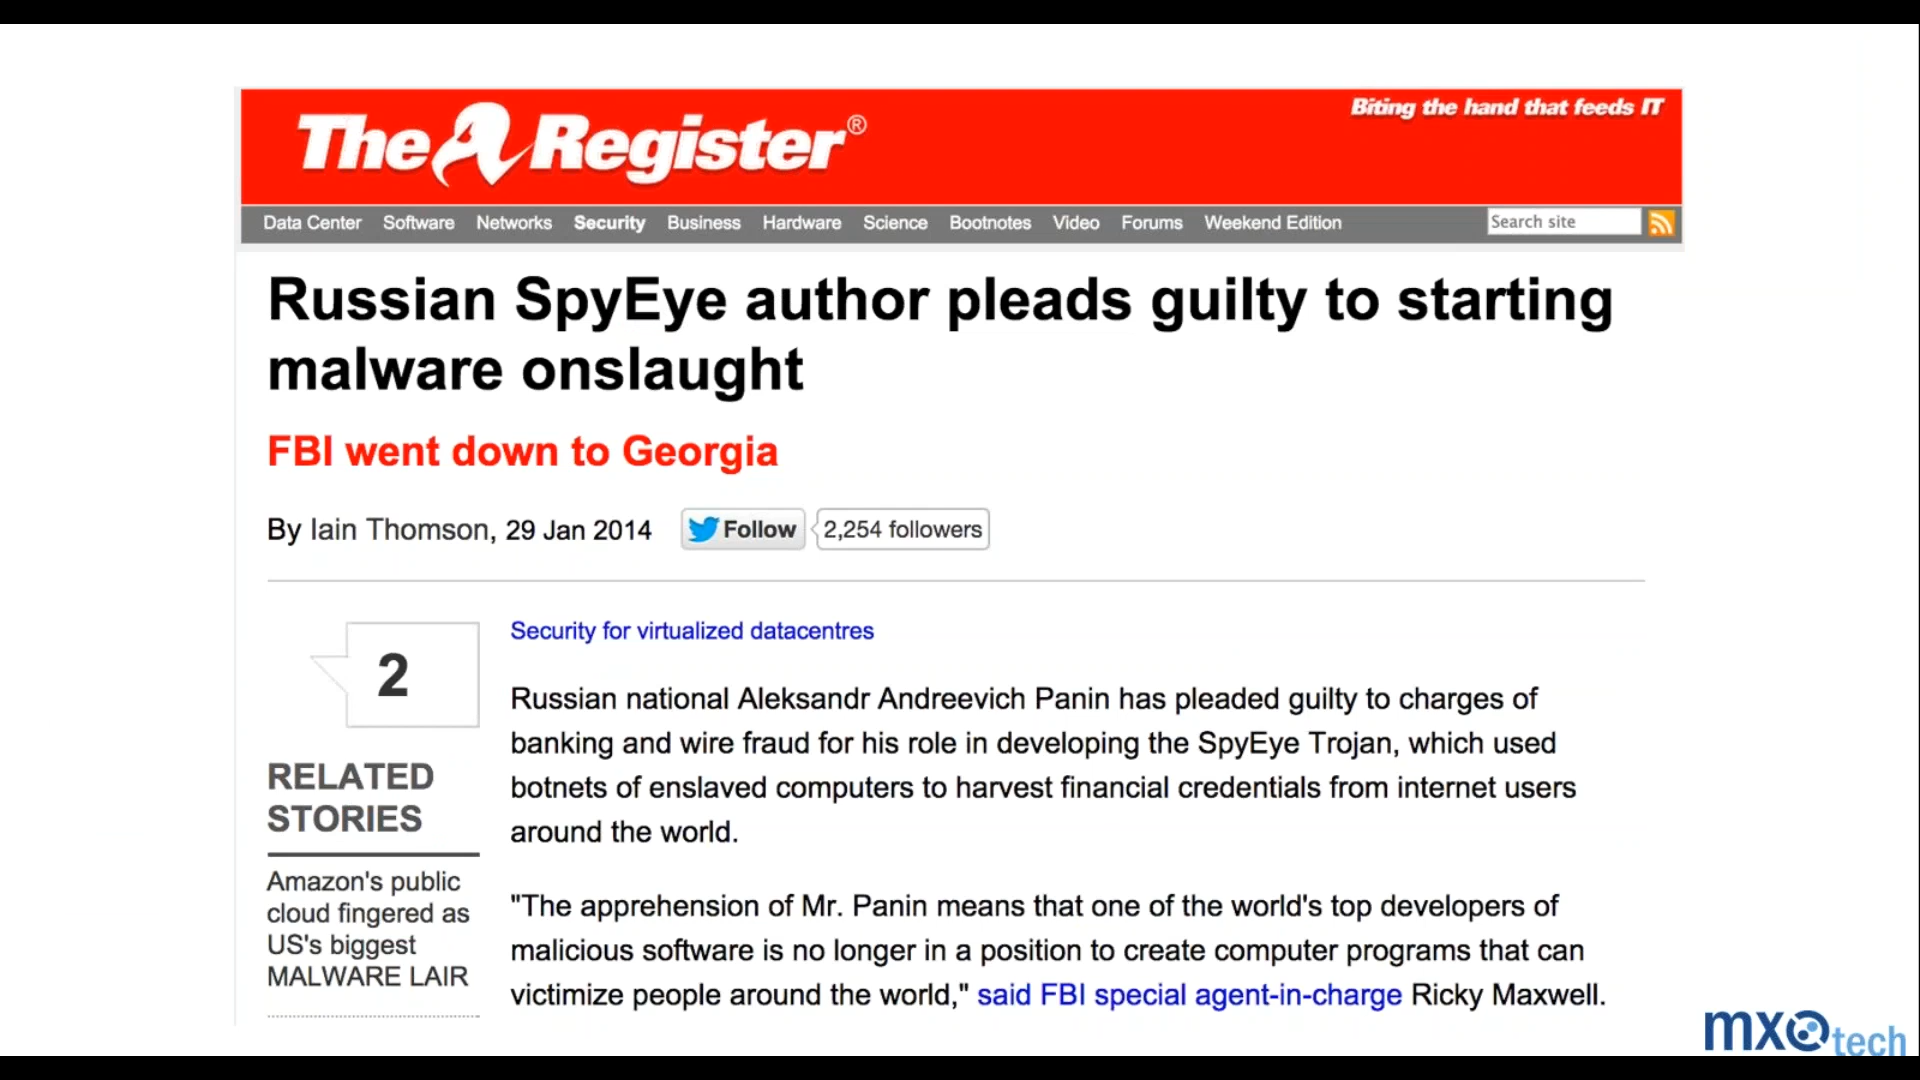 The Register®
Biting the hand that feeds IT
Data Center Software Networks Security Business Hardware Science Bootnotes Video Forums Weekend Edition Search site
Russian SpyEye author pleads guilty to starting
malware onslaught
FBI went down to Georgia
By Iain Thomson, 29 Jan 2014 Follow 2,254 followers
2
RELATED
STORIES
Amazon's public
cloud fingered as
US's biggest
MALWARE LAIR
Security for virtualized datacentres
Russian national Aleksandr Andreevich Panin has pleaded guilty to charges of
banking and wire fraud for his role in developing the SpyEye Trojan, which used
botnets of enslaved computers to harvest financial credentials from internet users
around the world.
"The apprehension of Mr. Panin means that one of the world's top developers of
malicious software is no longer in a position to create computer programs that can
victimize people around the world," said FBI special agent-in-charge Ricky Maxwell.
mxotech